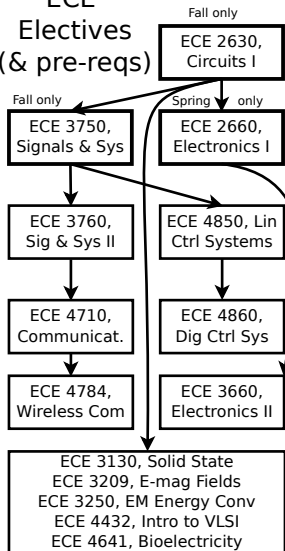 ECE
Electives
(& pre-reqs)
Fall only
ECE 2630,
Circuits I
Fall only
ECE 3750,
Signals & Sys
Spring only
ECE 2660,
Electronics I
ECE 3760,
Sig & Sys II
ECE 4850, Lin
Ctrl Systems
ECE 4710,
Communicat.
ECE 4860,
Dig Ctrl Sys
ECE 4784,
Wireless Com
ECE 3660,
Electronics II
ECE 3130, Solid State
ECE 3209, E-mag Fields
ECE 3250, EM Energy Conv
ECE 4432, Intro to VLSI
ECE 4641, Bioelectricity